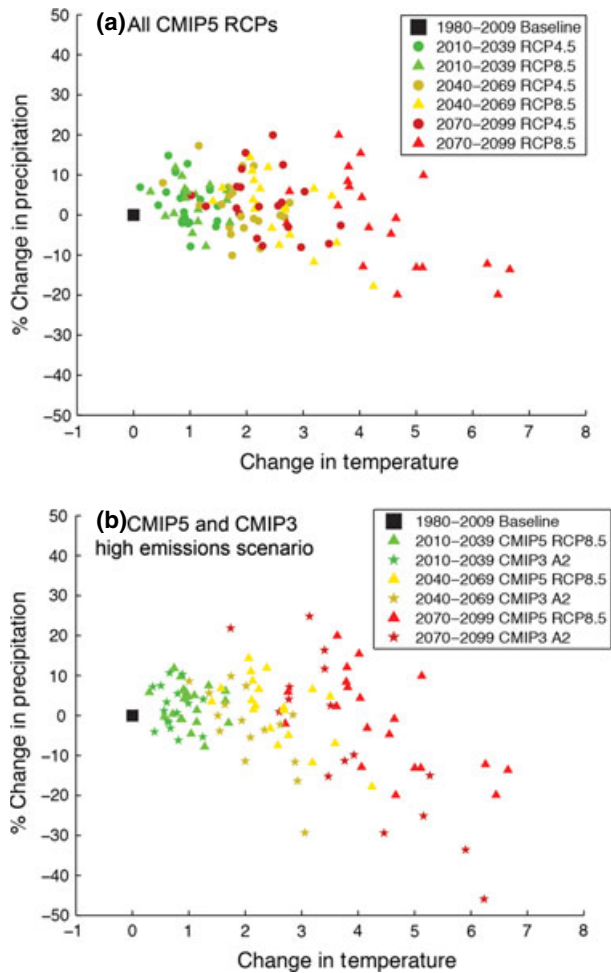 (a) All CMIP5 RCPs
50
40
30
20
10
0
−10
−20
−30
−40
−50
% Change in precipitation
1980−2009 Baseline
2010−2039 RCP4.5
2010−2039 RCP8.5
2040−2069 RCP4.5
2040−2069 RCP8.5
2070−2099 RCP4.5
2070−2099 RCP8.5
−1 0 1 2 3 4 5 6 7 8
Change in temperature
(b) CMIP5 and CMIP3
high emissions scenario
50
40
30
20
10
0
−10
−20
−30
−40
−50
% Change in precipitation
1980−2009 Baseline
2010−2039 CMIP5 RCP8.5
2010−2039 CMIP3 A2
2040−2069 CMIP5 RCP8.5
2040−2069 CMIP3 A2
2070−2099 CMIP5 RCP8.5
2070−2099 CMIP3 A2
−1 0 1 2 3 4 5 6 7 8
Change in temperature